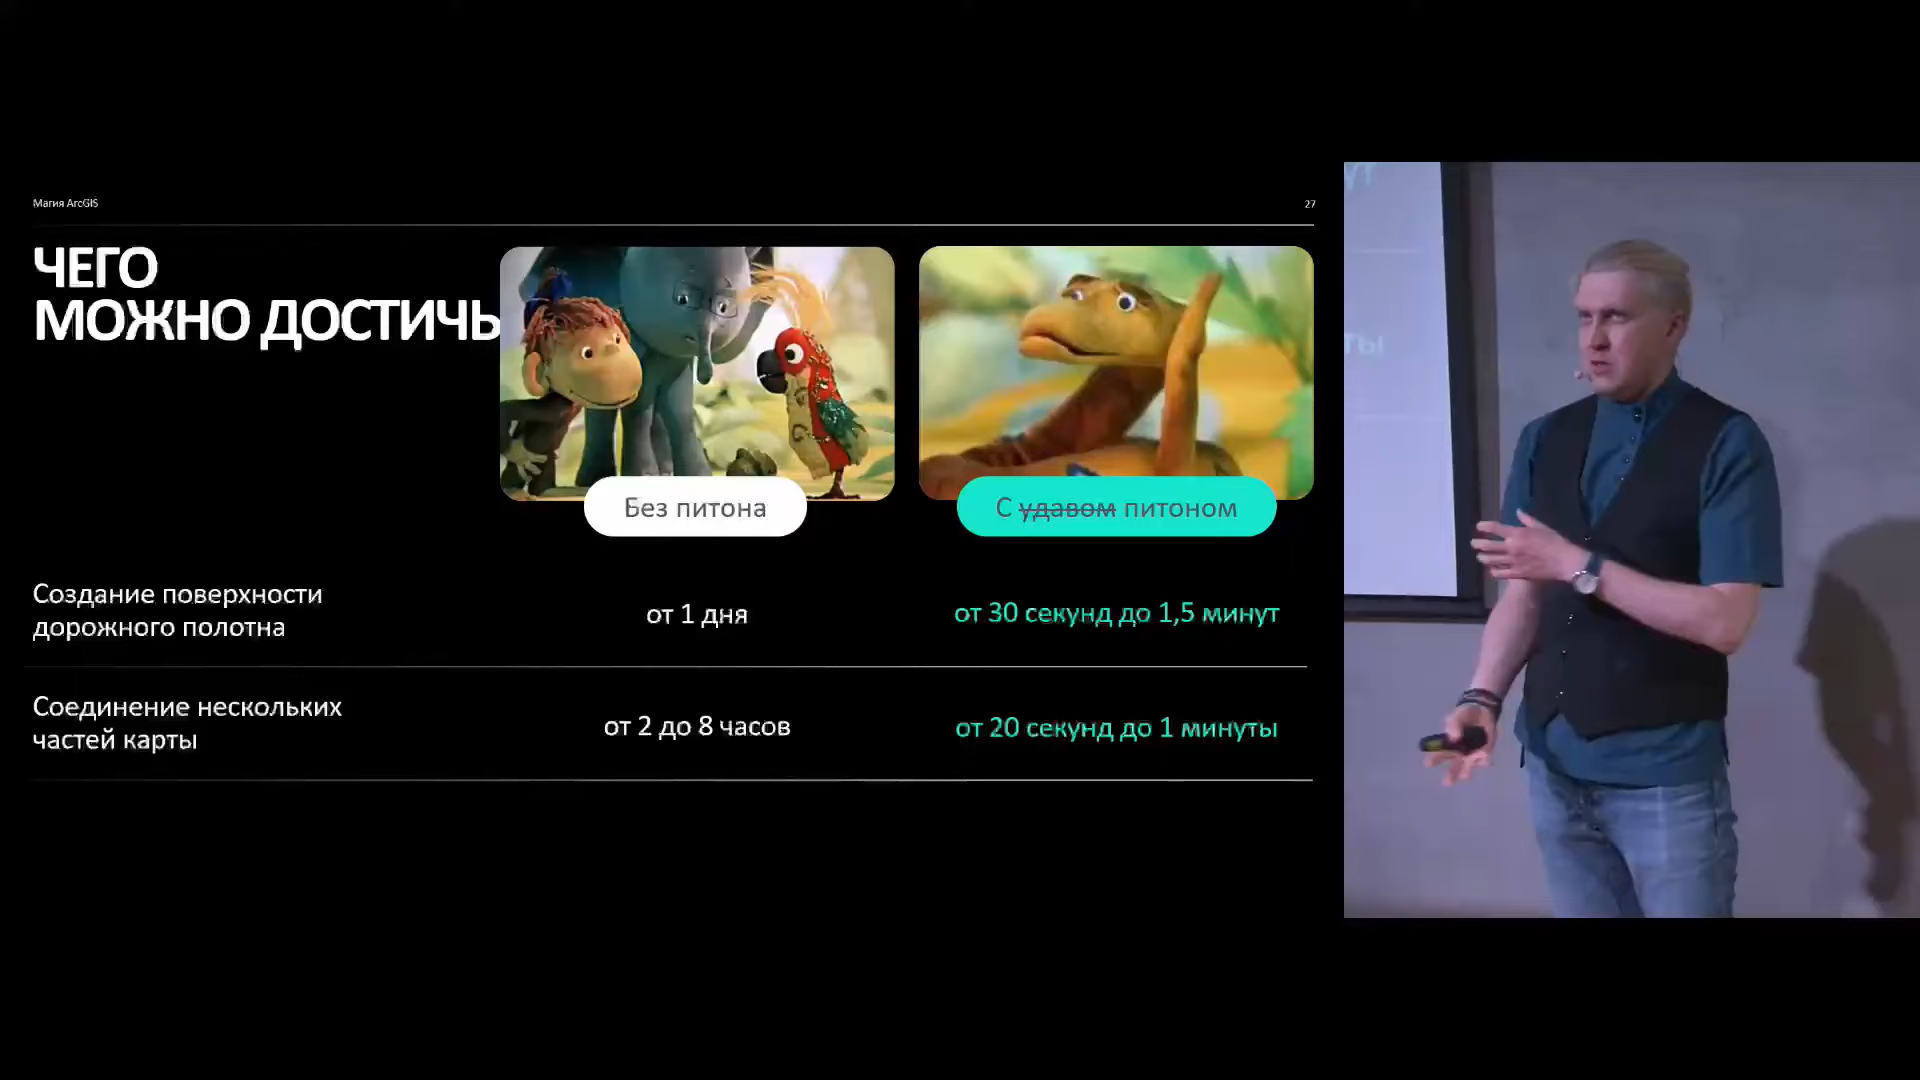 Магия ArcGIS
27
ЧЕГО
МОЖНО ДОСТИЧЬ
Без питона
С удавом питоном
Создание поверхности
дорожного полотна
от 1 дня
от 30 секунд до 1,5 минут
Соединение нескольких
частей карты
от 2 до 8 часов
от 20 секунд до 1 минуты
ут
ты